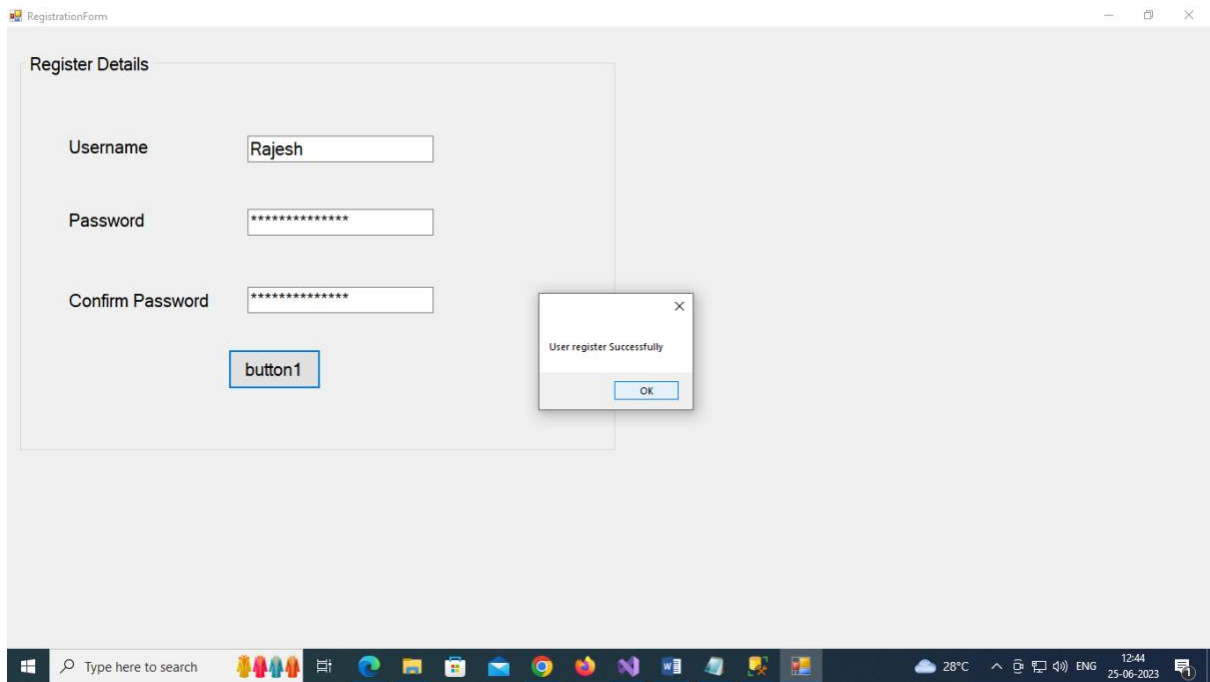 RegistrationForm
Register Details
Username
Rajesh
Password
**************
Confirm Password
**************
User register Successfully
button1
OK
Type here to search
28°C
ENG
12:44
25-06-2023
1